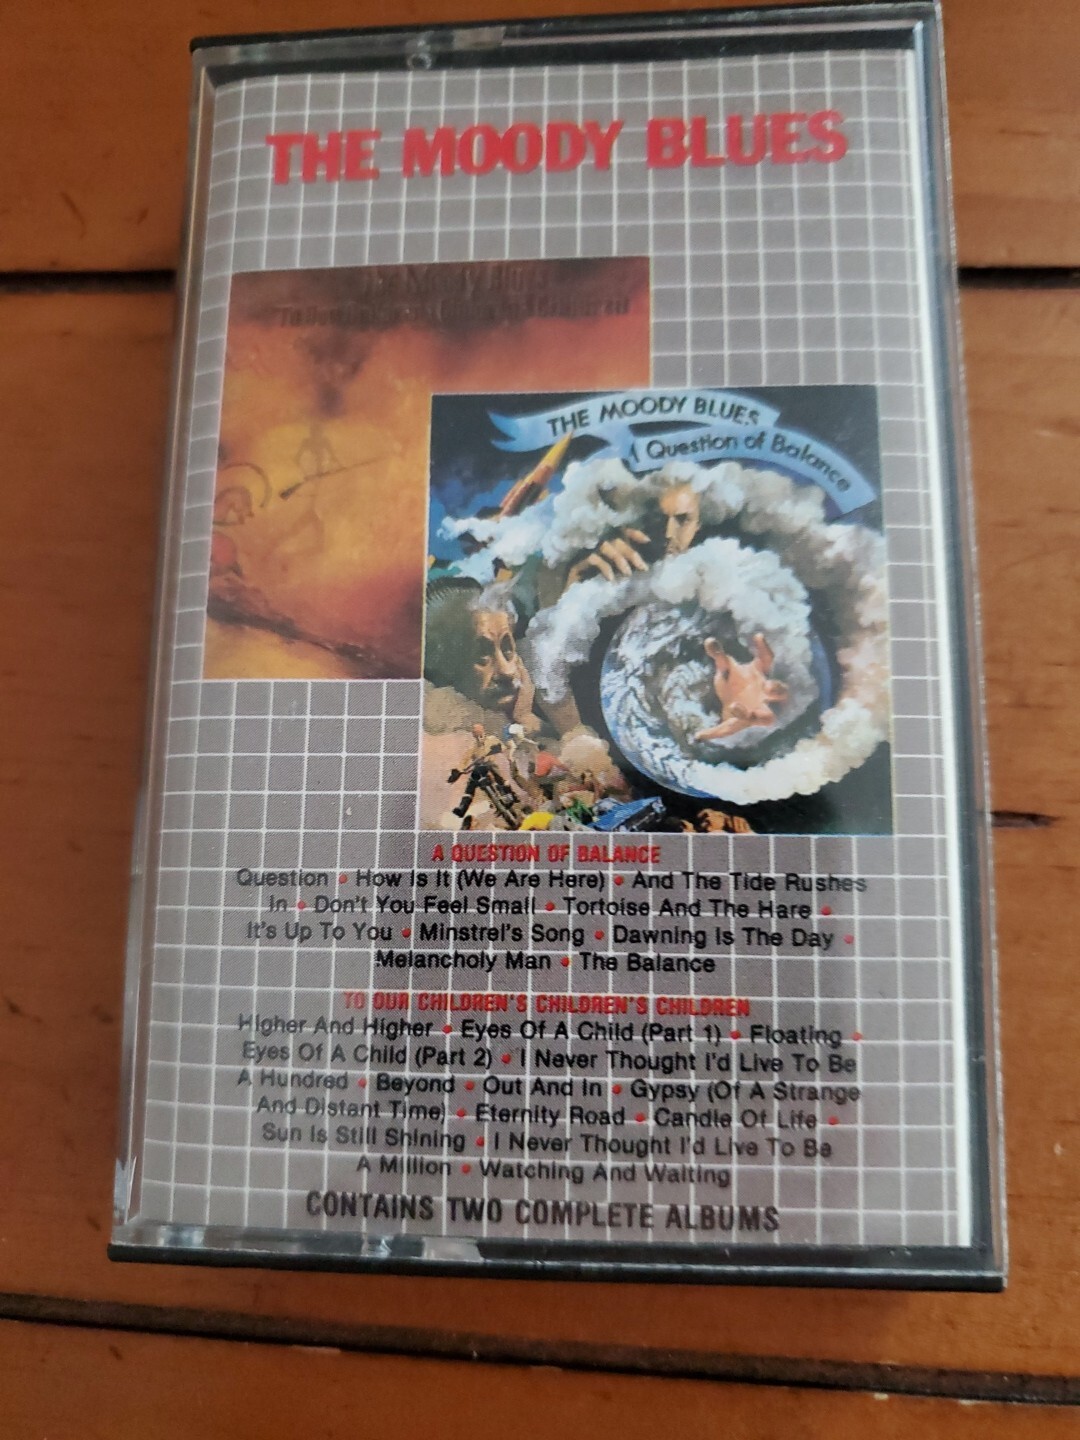 THE MOODY BLUES
The Moody Blues
THE MOODY BLUES
A Question of Balance
A QUESTION OF BALANCE
Question • How Is It (We Are Here) • And The Tide Rushes
In • Don't You Feel Small • Tortoise And The Hare •
It's Up To You • Minstrel's Song • Dawning Is The Day •
Melancholy Man • The Balance
TO OUR CHILDREN'S CHILDREN'S CHILDREN
Higher And Higher • Eyes Of A Child (Part 1) • Floating •
Eyes Of A Child (Part 2) • I Never Thought I'd Live To Be
A Hundred • Beyond • Out And In • Gypsy (Of A Strange
And Distant Time) • Eternity Road • Candle Of Life •
Sun Is Still Shining • I Never Thought I'd Live To Be
A Million • Watching And Waiting
CONTAINS TWO COMPLETE ALBUMS